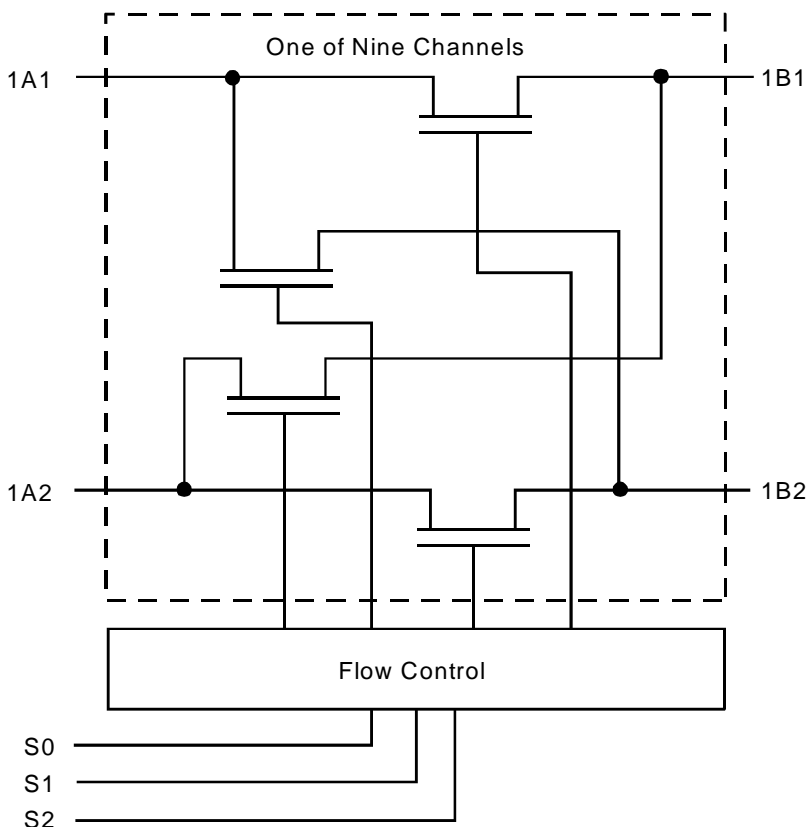 One of Nine Channels
1A1
1B1
1A2
1B2
Flow Control
S0
S1
S2